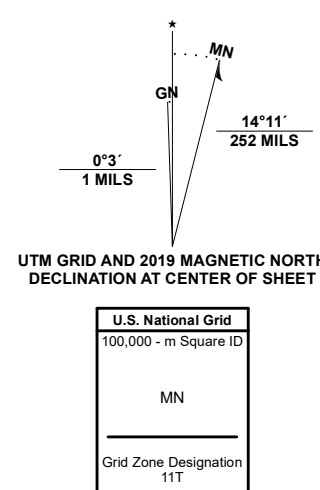 ★
MN
GN
14°11´
252 MILS
0°3´
1 MILS
UTM GRID AND 2019 MAGNETIC NORTH
DECLINATION AT CENTER OF SHEET
U.S. National Grid
100,000 - m Square ID
MN
Grid Zone Designation
11T